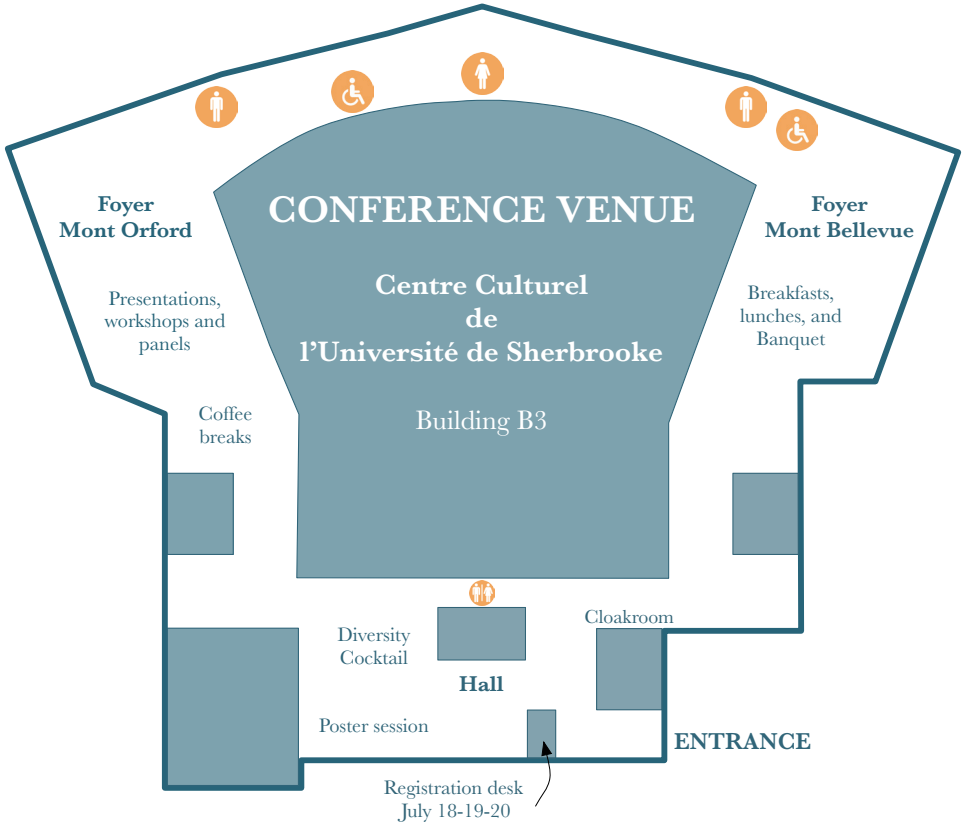 CONFERENCE VENUE
Centre Culturel
de
l'Université de Sherbrooke
Building B3
Foyer
Mont Orford
Presentations,
workshops and
panels
Coffee
breaks
Foyer
Mont Bellevue
Breakfasts,
lunches, and
Banquet
Cloakroom
Diversity
Cocktail
Hall
Poster session
ENTRANCE
Registration desk
July 18-19-20